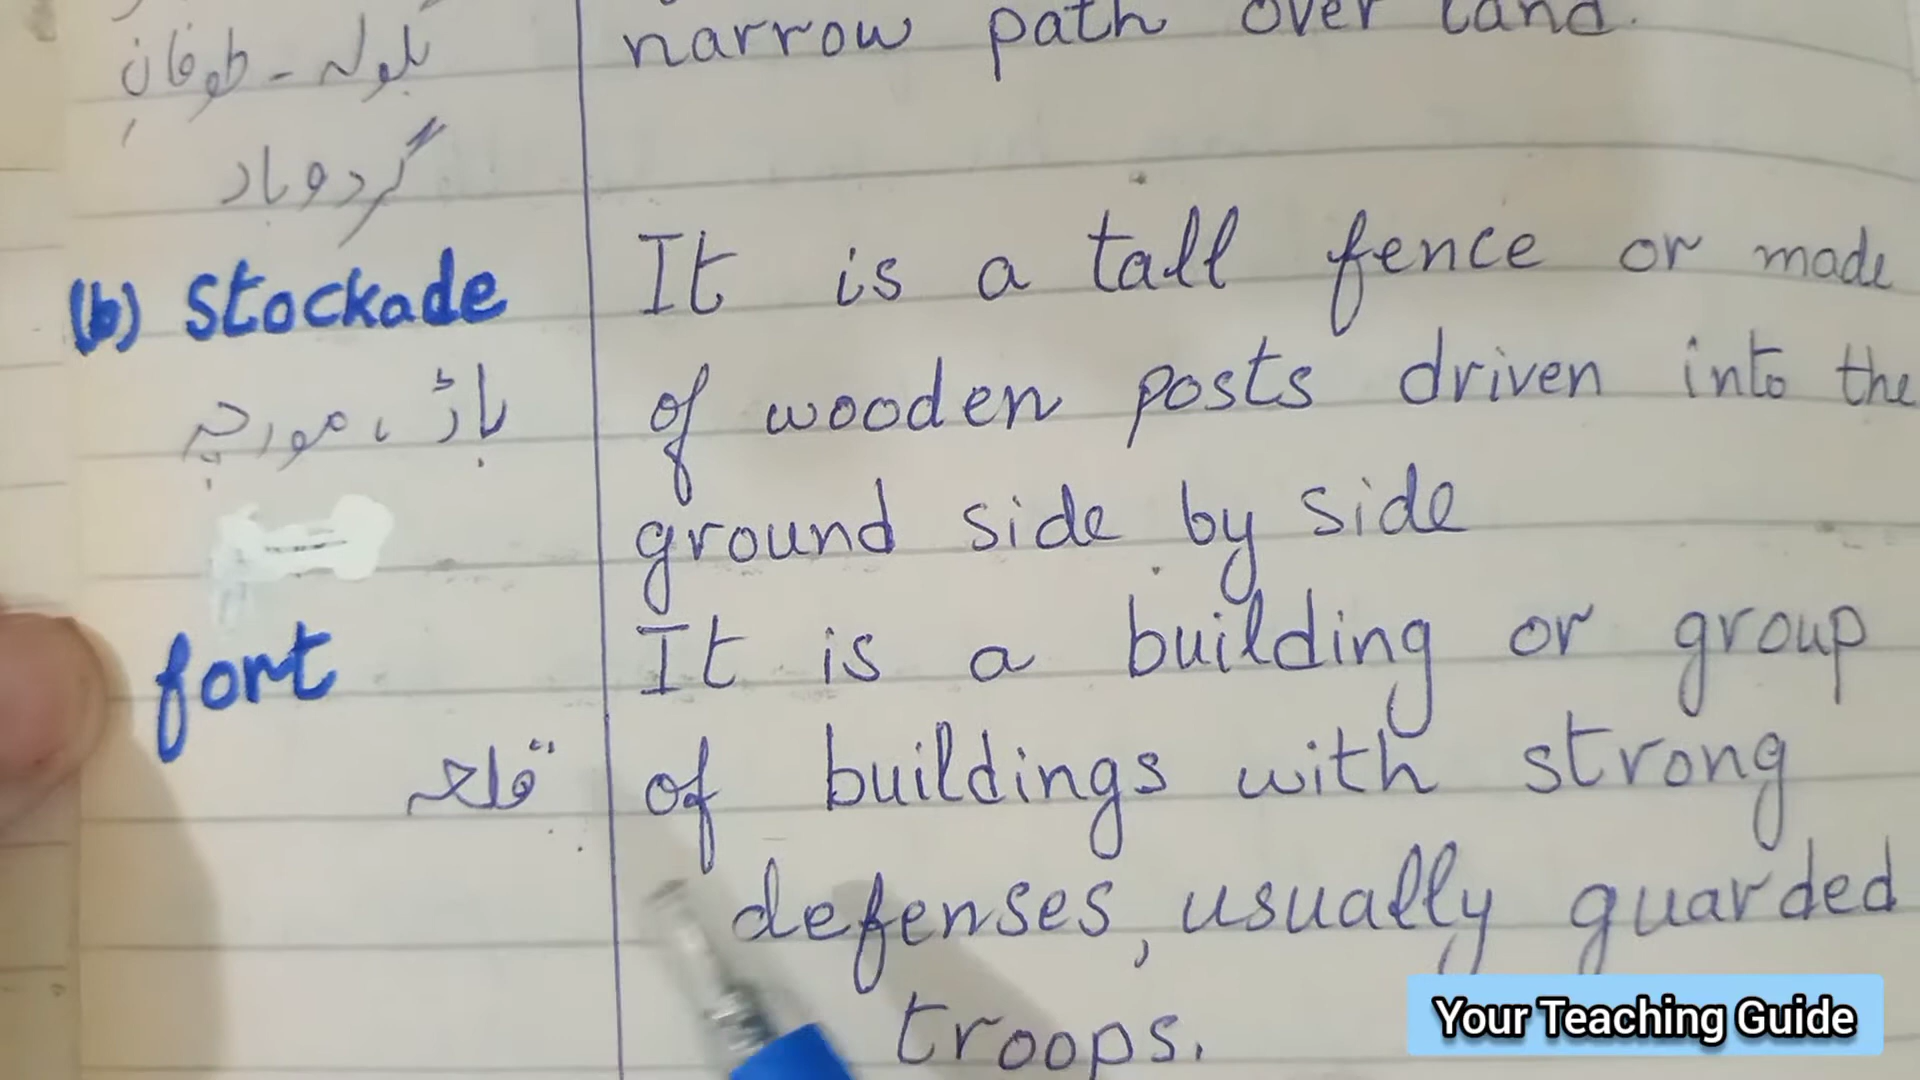 narrow path over land.
بگولہ - طوفان
گردوباد
(b) Stockade
It is a tall fence or made
باڑ، مورچہ
of wooden posts driven into the
ground side by side
fort
It is a building or group
قلعہ
of buildings with strong
defenses, usually guarded
troops.
Your Teaching Guide